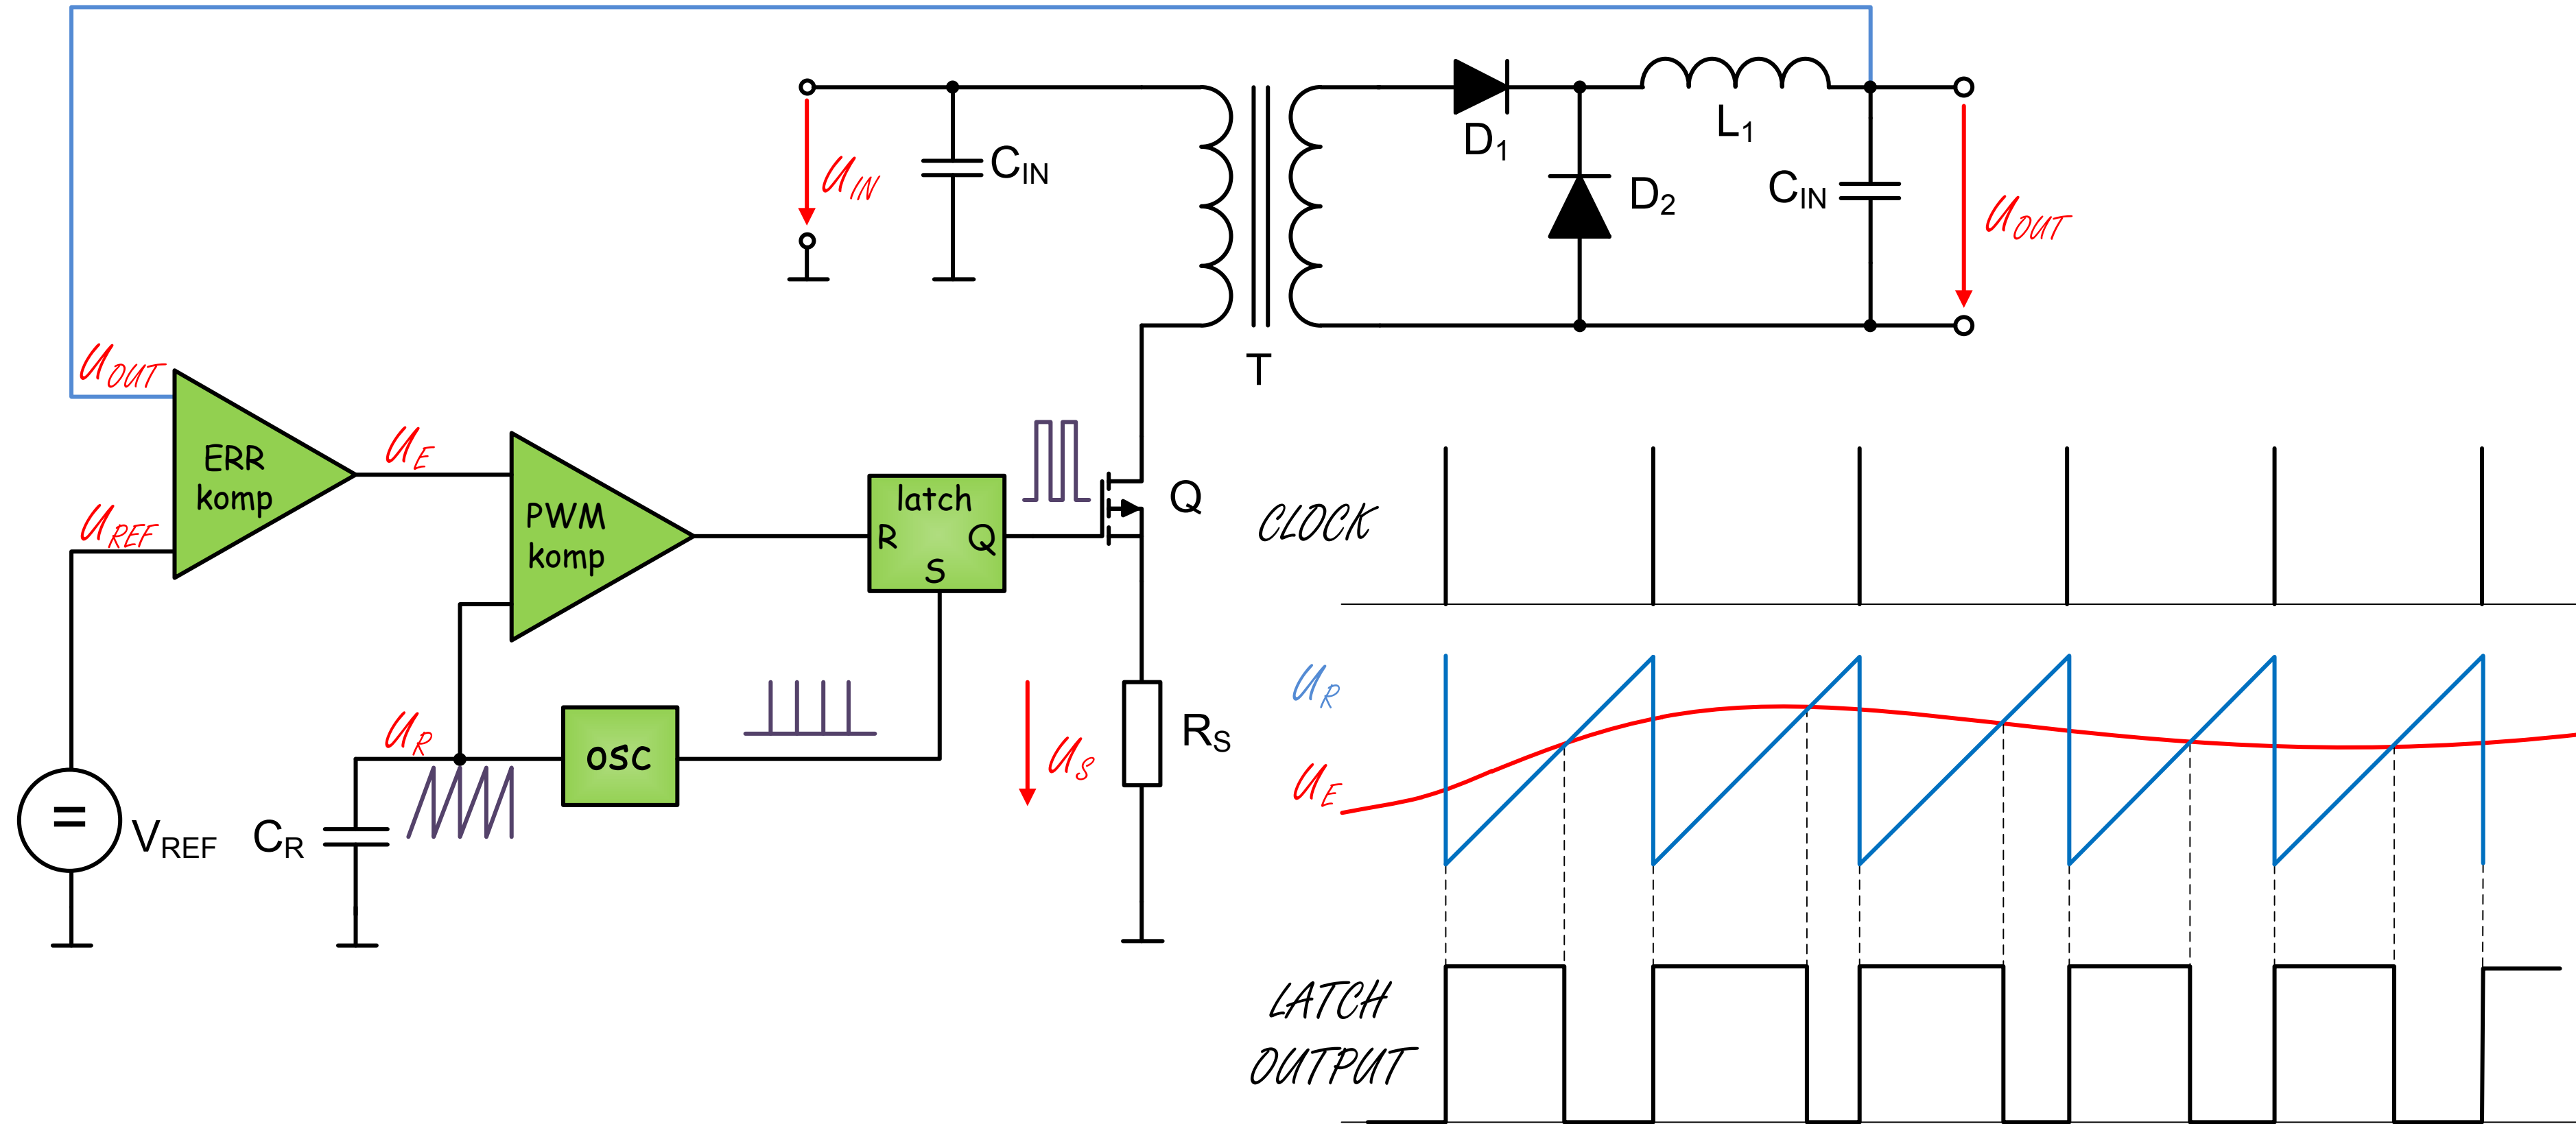 C_IN
U_IN
T
D_1
D_2
L_1
C_IN
U_OUT
U_OUT
U_REF
ERR
komp
U_E
PWM
komp
latch
R Q
S
Q
V_REF
=
C_R
U_R
OSC
U_S
R_S
CLOCK
U_R
U_E
LATCH
OUTPUT